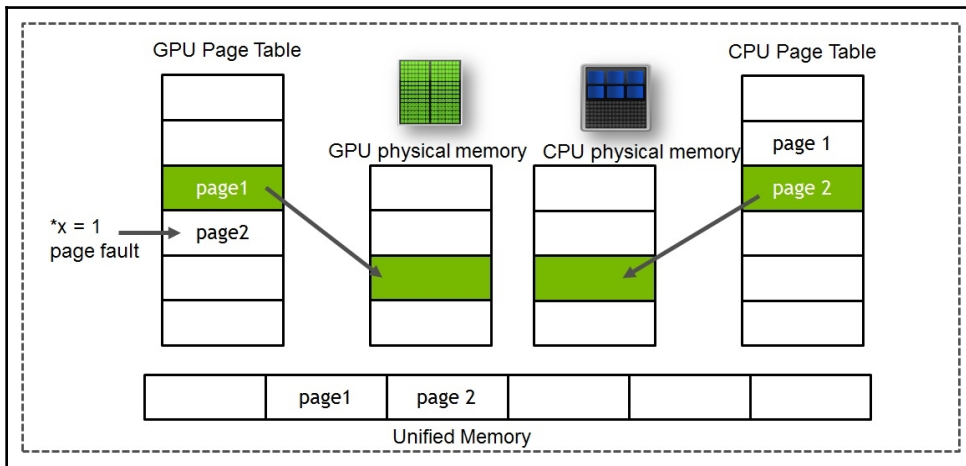 GPU Page Table
CPU Page Table
GPU physical memory
CPU physical memory
page 1
page1
page 2
*x = 1
page fault
page2
page1
page 2
Unified Memory